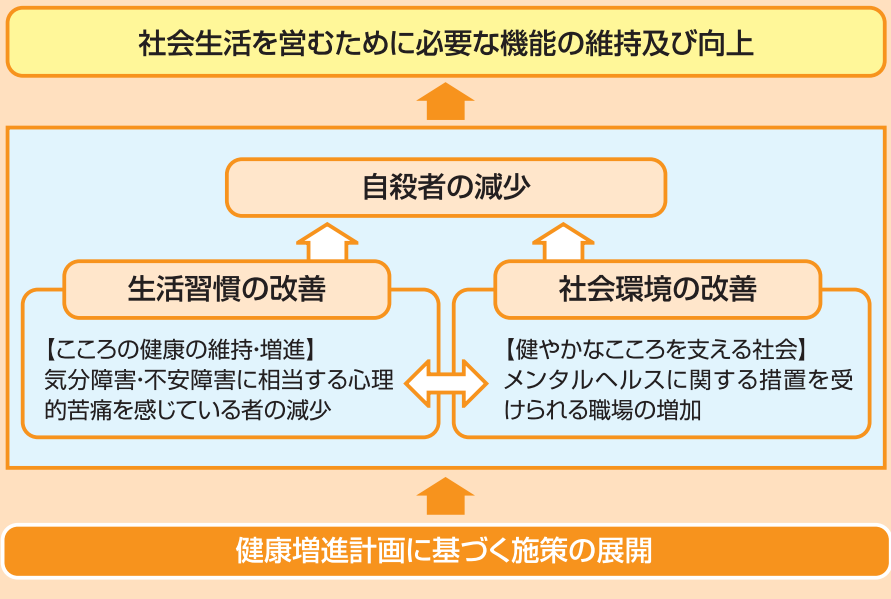 社会生活を営むために必要な機能の維持及び向上
自殺者の減少
生活習慣の改善
【こころの健康の維持・増進】
気分障害・不安障害に相当する心理
的苦痛を感じている者の減少
社会環境の改善
【健やかなこころを支える社会】
メンタルヘルスに関する措置を受
けられる職場の増加
健康増進計画に基づく施策の展開